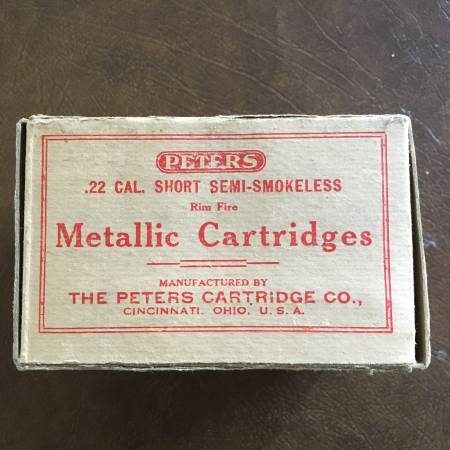 PETERS
.22 CAL. SHORT SEMI-SMOKELESS
Rim Fire
Metallic Cartridges
MANUFACTURED BY
THE PETERS CARTRIDGE CO.,
CINCINNATI, OHIO, U.S.A.